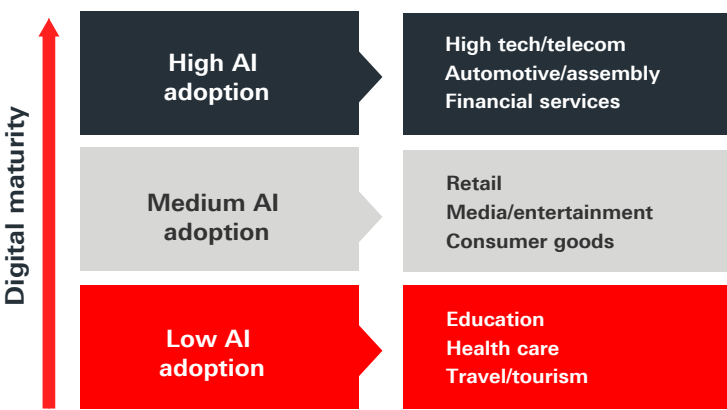 Digital maturity
High AI
adoption
High tech/telecom
Automotive/assembly
Financial services
Medium AI
adoption
Retail
Media/entertainment
Consumer goods
Low AI
adoption
Education
Health care
Travel/tourism